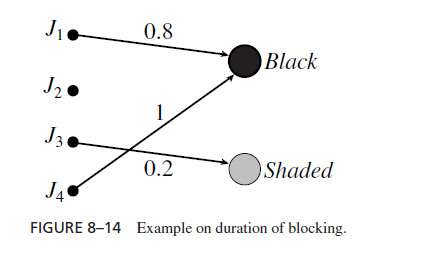 J1 0.8
Black
J2
1
J3
0.2 Shaded
J4
FIGURE 8–14 Example on duration of blocking.